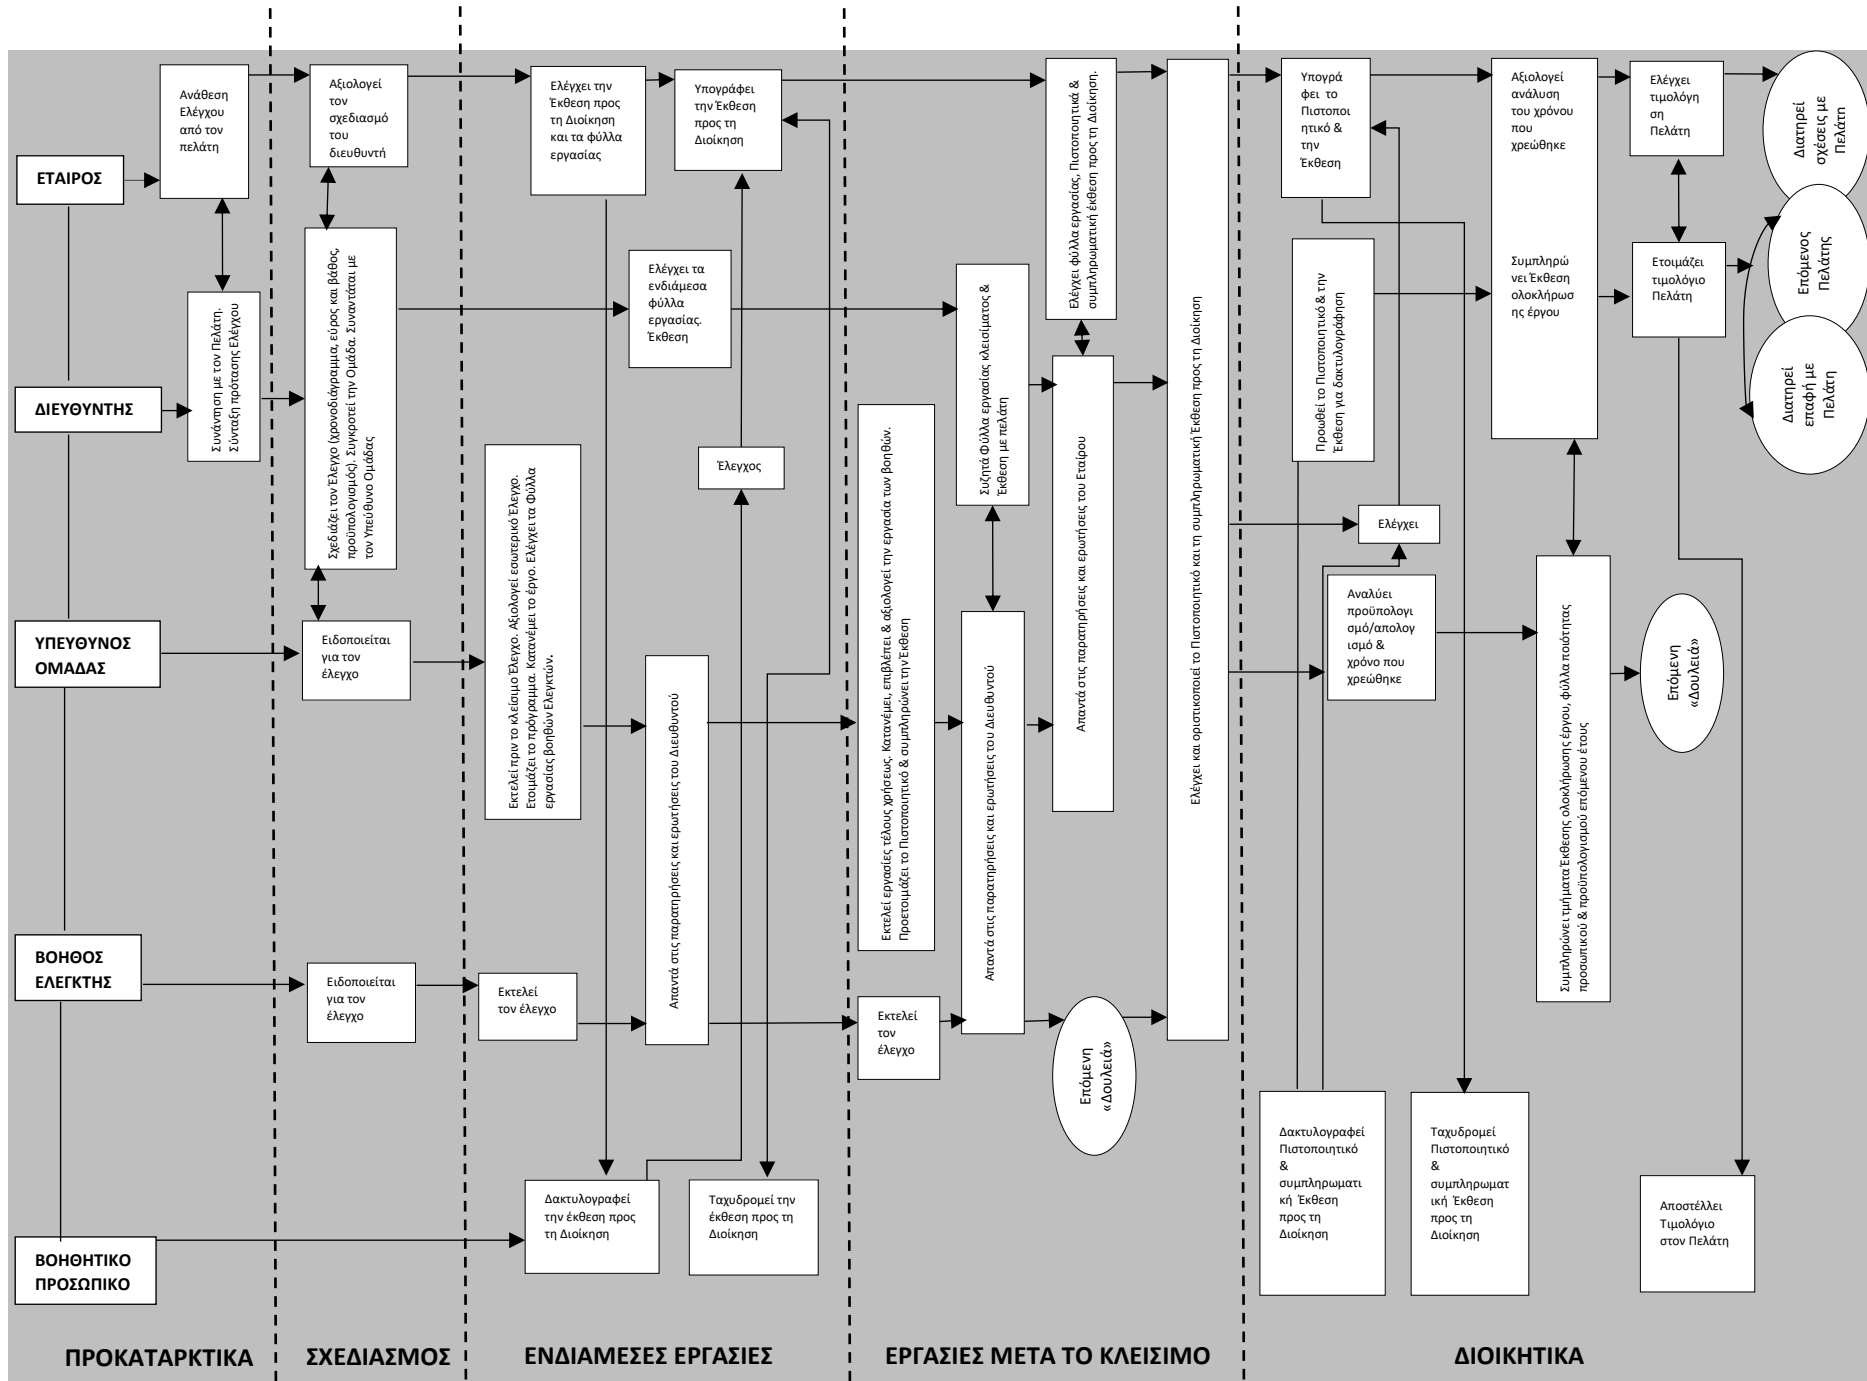 ΕΤΑΙΡΟΣ
ΔΙΕΥΘΥΝΤΗΣ
ΥΠΕΥΘΥΝΟΣ
ΟΜΑΔΑΣ
ΒΟΗΘΟΣ
ΕΛΕΓΚΤΗΣ
ΒΟΗΘΗΤΙΚΟ
ΠΡΟΣΩΠΙΚΟ
Ανάθεση
Ελέγχου
από τον
πελάτη
Συνάντηση με τον Πελάτη.
Σύνταξη πρότασης Ελέγχου
Αξιολογεί
τον
σχεδιασμό
του
διευθυντή
Σχεδιάζει τον Έλεγχο (χρονοδιάγραμμα, εύρος και βάθος,
προϋπολογισμός). Συγκροτεί την Ομάδα. Συναντάται με
τον Υπεύθυνο Ομάδας
Ειδοποιείται
για τον
έλεγχο
Ειδοποιείται
για τον
έλεγχο
Ελέγχει την
Έκθεση προς
τη Διοίκηση
και τα φύλλα
εργασίας
Υπογράφει
την Έκθεση
προς τη
Διοίκηση
Ελέγχει τα
ενδιάμεσα
φύλλα
εργασίας.
Έκθεση
Έλεγχος
Εκτελεί πριν το κλείσιμο Έλεγχο. Αξιολογεί εσωτερικό Έλεγχο.
Ετοιμάζει το πρόγραμμα. Κατανέμει το έργο. Ελέγχει τα Φύλλα
εργασίας βοηθών Ελεγκτών.
Απαντά στις παρατηρήσεις και ερωτήσεις του Διευθυντού
Εκτελεί
τον έλεγχο
Δακτυλογραφεί
την έκθεση προς
τη Διοίκηση
Ταχυδρομεί την
έκθεση προς τη
Διοίκηση
Εκτελεί εργασίες τέλους χρήσεως. Κατανέμει, επιβλέπει & αξιολογεί την εργασία των βοηθών.
Προετοιμάζει το Πιστοποιητικό & συμπληρώνει την Έκθεση
Συζητά Φύλλα εργασίας κλεισίματος &
Έκθεση με πελάτη
Απαντά στις παρατηρήσεις και ερωτήσεις του Διευθυντού
Ελέγχει φύλλα εργασίας, Πιστοποιητικά &
συμπληρωματική έκθεση προς τη Διοίκηση.
Απαντά στις παρατηρήσεις και ερωτήσεις του Εταίρου
Εκτελεί
τον
έλεγχο
Επόμενη
«Δουλειά»
Ελέγχει και οριστικοποιεί το Πιστοποιητικό και τη συμπληρωματική Έκθεση προς τη Διοίκηση
Υπογρά
φει το
Πιστοποι
ητικό &
την
Έκθεση
Προωθεί το Πιστοποιητικό & την
Έκθεση για δακτυλογράφηση
Ελέγχει
Αναλύει
προϋπολογι
σμό/απολογ
ισμό &
χρόνο που
χρεώθηκε
Δακτυλογραφεί
Πιστοποιητικό
&
συμπληρωματι
κή Έκθεση
προς τη
Διοίκηση
Ταχυδρομεί
Πιστοποιητικό
&
συμπληρωματ
ική Έκθεση
προς τη
Διοίκηση
Αξιολογεί
ανάλυση
του χρόνου
που
χρεώθηκε
Συμπληρώ
νει Έκθεση
ολοκλήρωσ
ης έργου
Συμπληρώνει τμήματα Έκθεσης ολοκλήρωσης έργου, φύλλα ποιότητας
προσωπικού & προϋπολογισμού επόμενου έτους
Ελέγχει
τιμολόγη
ση
Πελάτη
Ετοιμάζει
τιμολόγιο
Πελάτη
Επόμενη
«Δουλειά»
Αποστέλλει
Τιμολόγιο
στον Πελάτη
Διατηρεί
σχέσεις με
Πελάτη
Επόμενος
Πελάτης
Διατηρεί
επαφή με
Πελάτη
ΠΡΟΚΑΤΑΡΚΤΙΚΑ
ΣΧΕΔΙΑΣΜΟΣ
ΕΝΔΙΑΜΕΣΕΣ ΕΡΓΑΣΙΕΣ
ΕΡΓΑΣΙΕΣ ΜΕΤΑ ΤΟ ΚΛΕΙΣΙΜΟ
ΔΙΟΙΚΗΤΙΚΑ